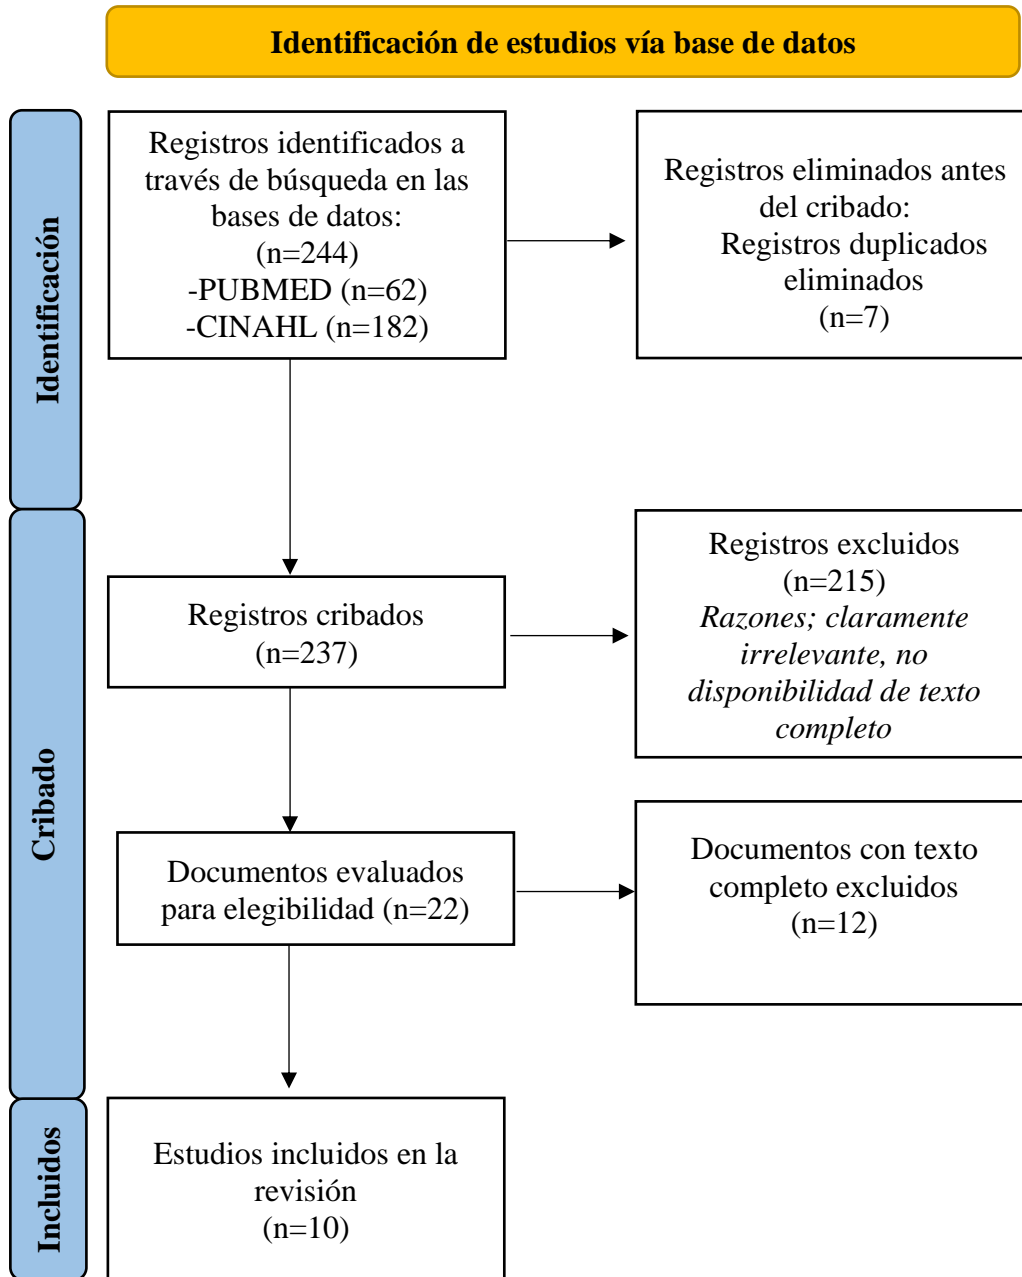 Identificación de estudios vía base de datos
Identificación
Registros identificados a
través de búsqueda en las
bases de datos:
(n=244)
-PUBMED (n=62)
-CINAHL (n=182)
Registros eliminados antes
del cribado:
Registros duplicados
eliminados
(n=7)
Cribado
Registros cribados
(n=237)
Registros excluidos
(n=215)
Razones; claramente
irrelevante, no
disponibilidad de texto
completo
Documentos evaluados
para elegibilidad (n=22)
Documentos con texto
completo excluidos
(n=12)
Incluidos
Estudios incluidos en la
revisión
(n=10)